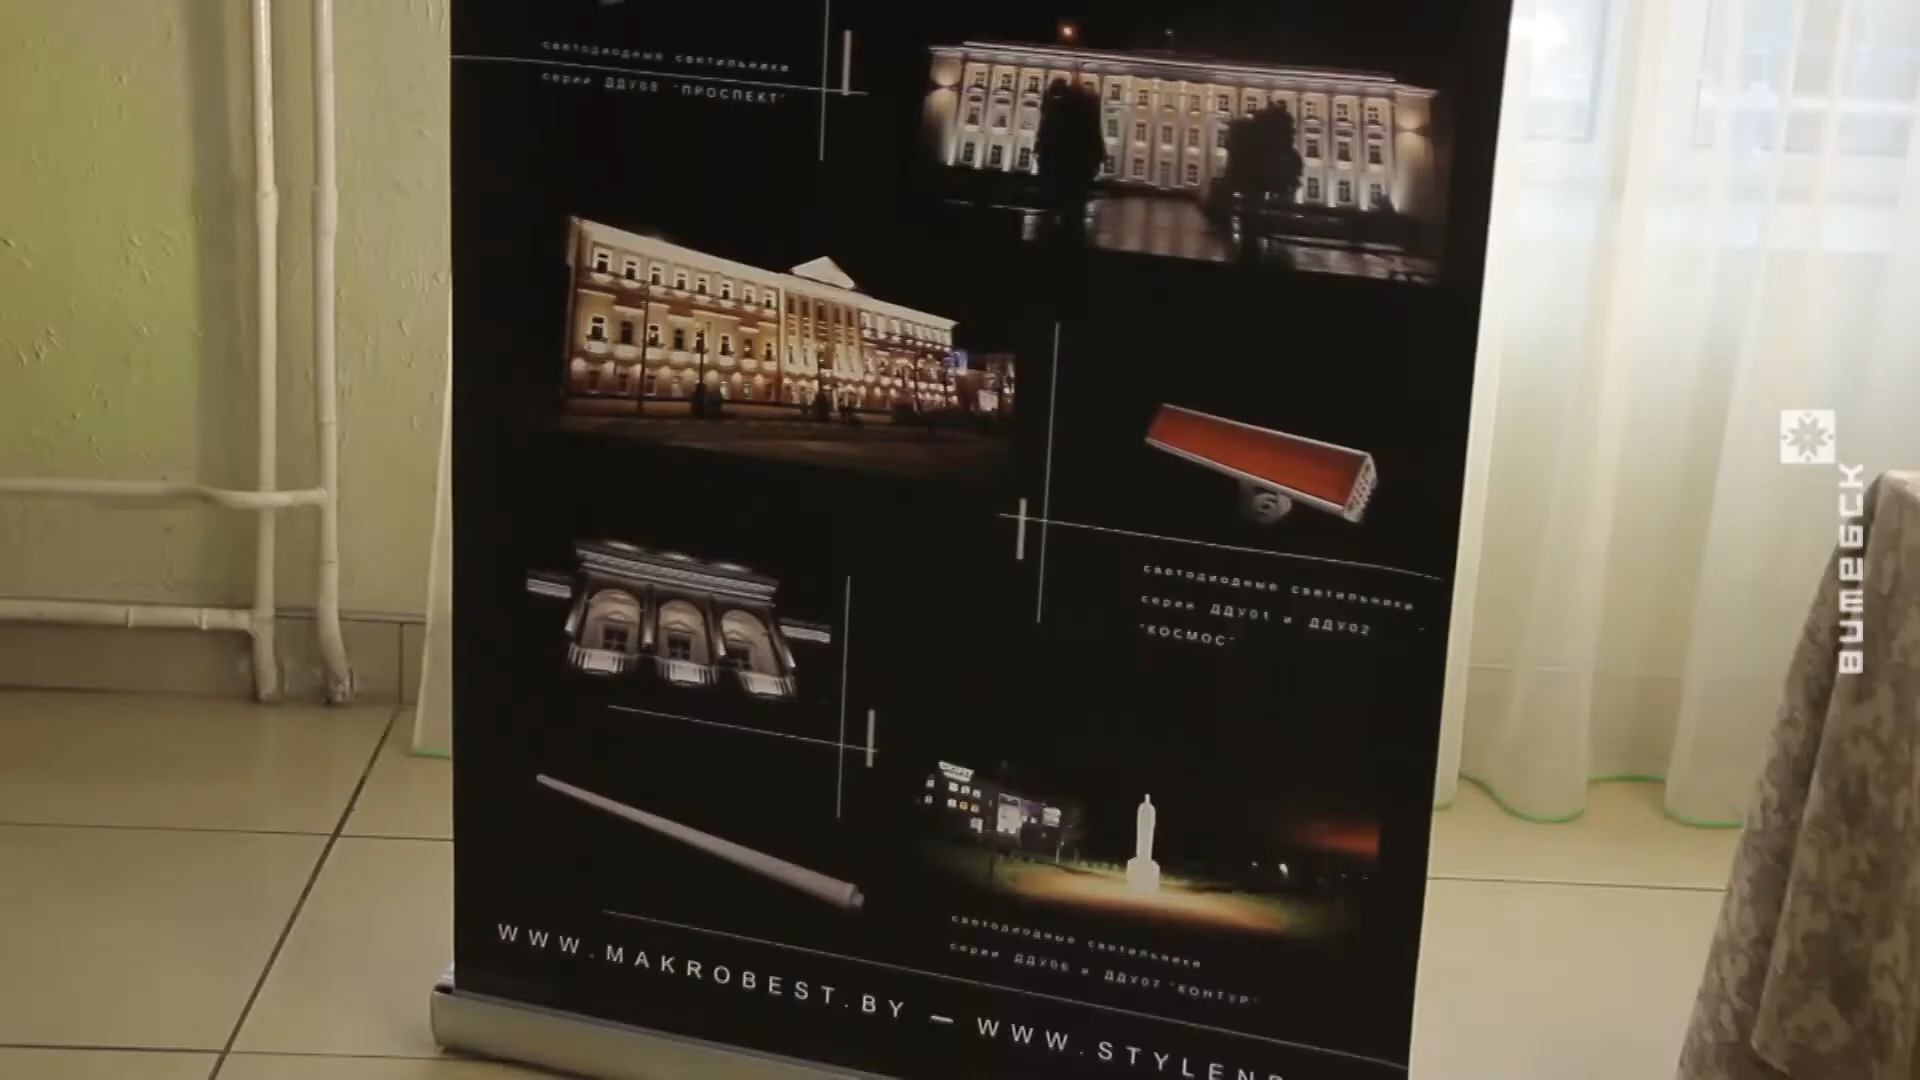 светодиодные светильники
серии ДДУ08 "ПРОСПЕКТ"
светодиодные светильники
серии ДДУ01 и ДДУ02
"КОСМОС"
светодиодные светильники
серии ДДУ06 и ДДУ07 "КОНТУР"
WWW.MAKROBEST.BY — WWW.STYLEN
витебск